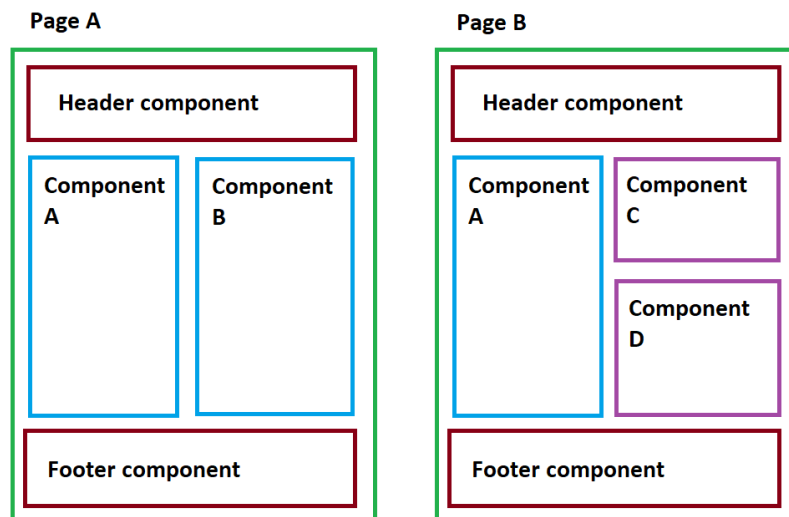 Page A
Header component
Component
A
Component
B
Footer component
Page B
Header component
Component
A
Component
C
Component
D
Footer component